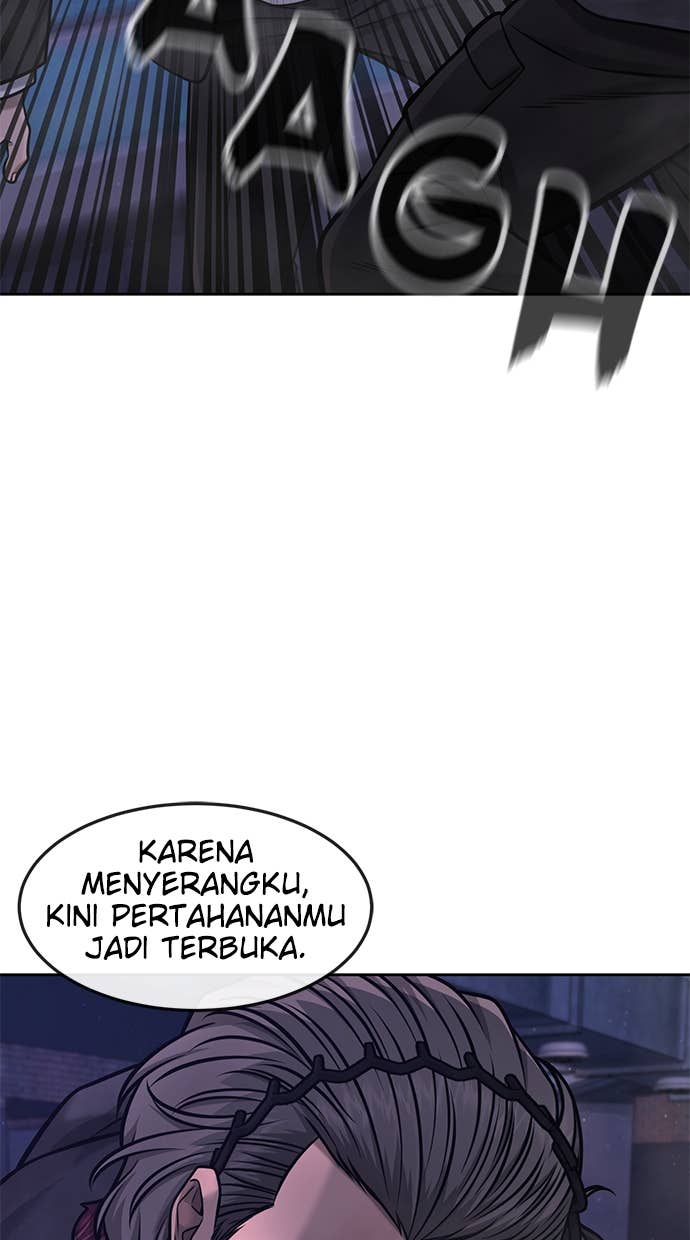 AAGH
KARENA
MENYERANGKU,
KINI PERTAHANANMU
JADI TERBUKA.